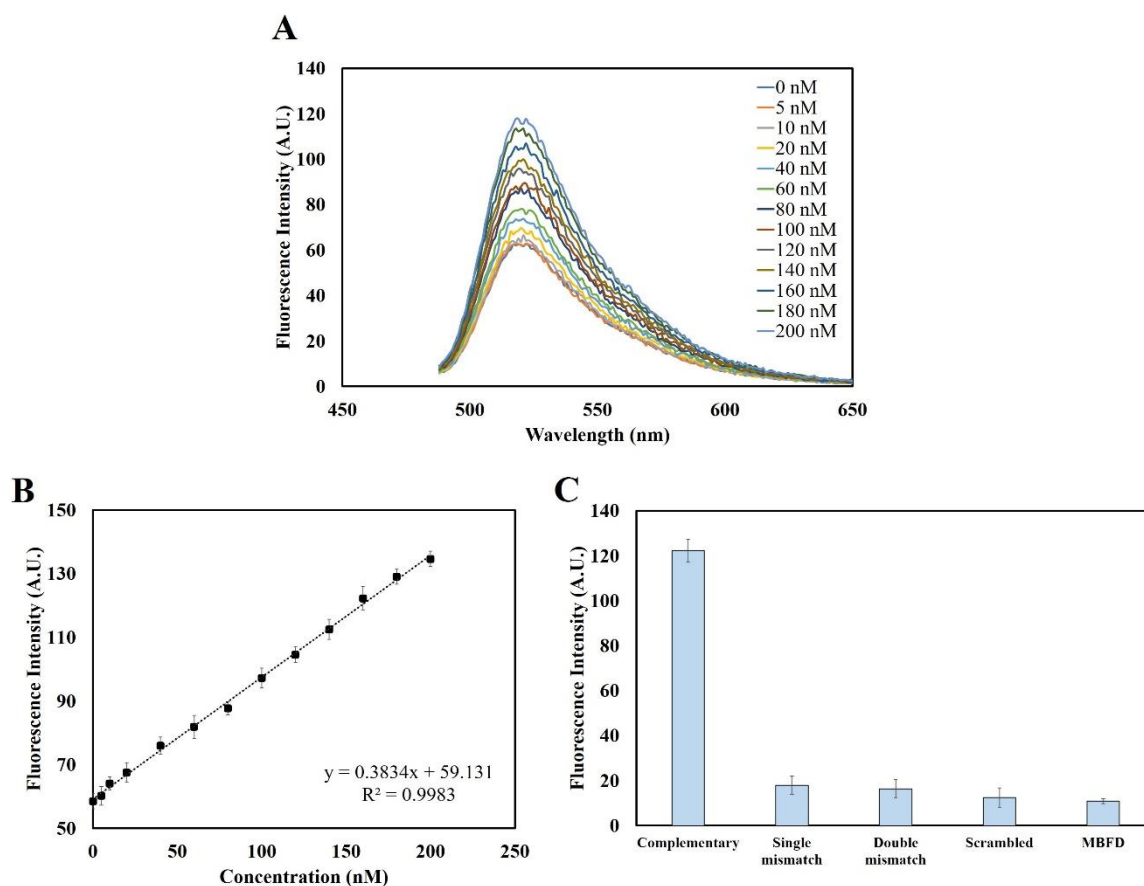 A
140
120
100
80
60
40
20
0
Fluorescence Intensity (A.U.)
0 nM
5 nM
10 nM
20 nM
40 nM
60 nM
80 nM
100 nM
120 nM
140 nM
160 nM
180 nM
200 nM
450 500 550 600 650
Wavelength (nm)
B
150
130
110
90
70
50
Fluorescence Intensity (A.U.)
y = 0.3834x + 59.131
R² = 0.9983
0 50 100 150 200 250
Concentration (nM)
C
140
120
100
80
60
40
20
0
Fluorescence Intensity (A.U.)
Complementary
Single
mismatch
Double
mismatch
Scrambled
MBFD